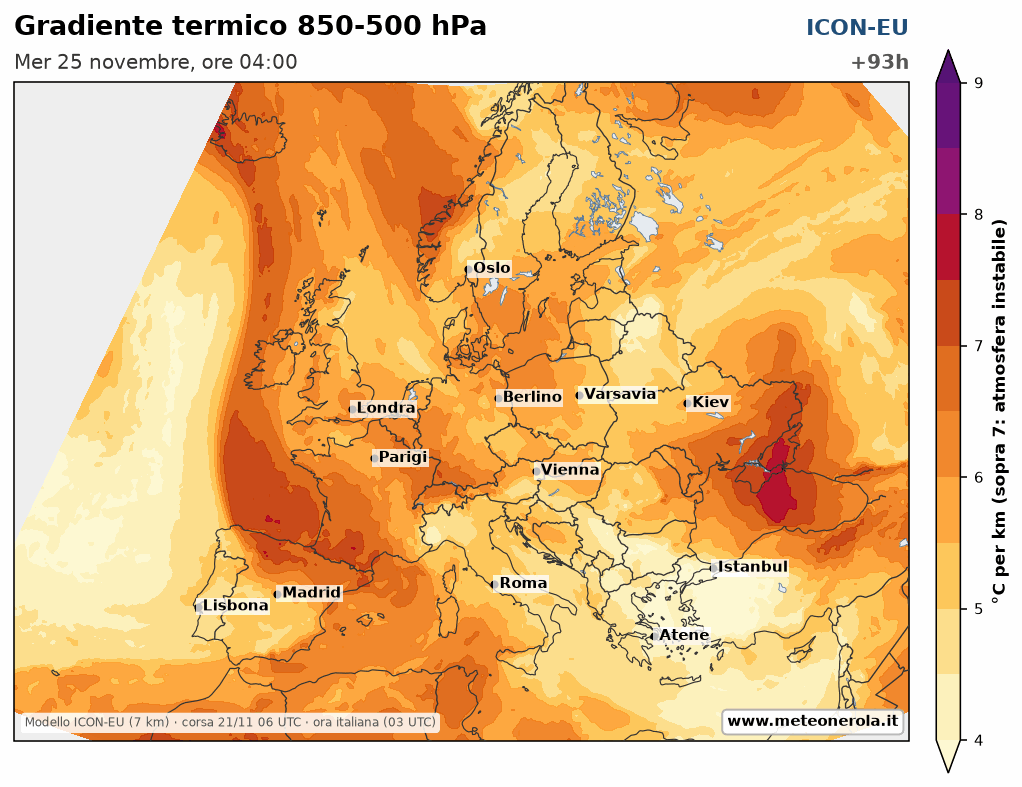 Gradiente termico 850-500 hPa
ICON-EU
Mer 25 novembre, ore 04:00
+93h
9
8
7
6
5
4
°C per km (sopra 7: atmosfera instabile)
Oslo
Berlino
Varsavia
Kiev
Londra
Parigi
Vienna
Istanbul
Roma
Madrid
Lisbona
Atene
Modello ICON-EU (7 km) · corsa 21/11 06 UTC · ora italiana (03 UTC)
www.meteonerola.it